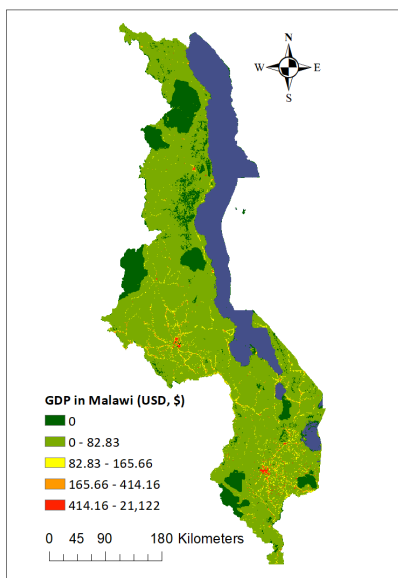 N
W E
S
GDP in Malawi (USD, $)
0
0 - 82.83
82.83 - 165.66
165.66 - 414.16
414.16 - 21,122
0 45 90 180 Kilometers